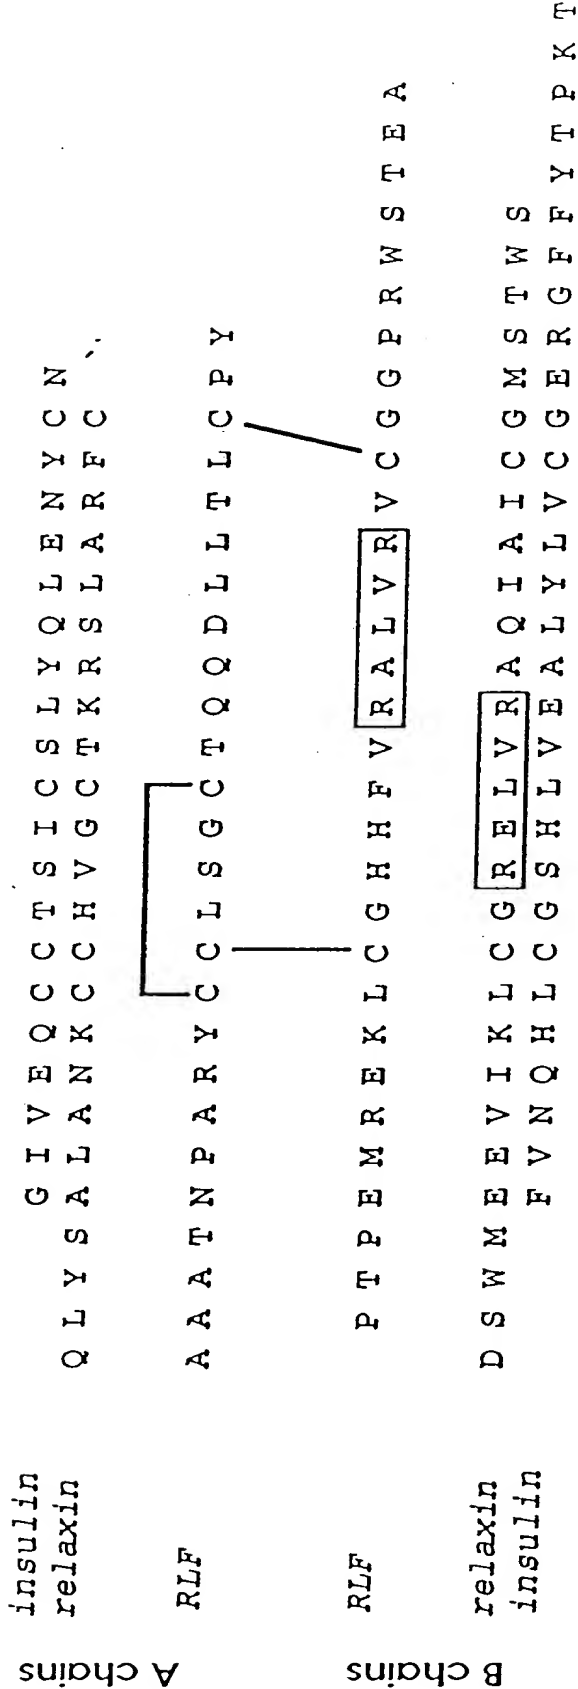 A chains
insulin G I V E Q C C T S I C S L Y Q L E N Y C N
relaxin Q L Y S A L A N K C C H V G C T K R S L A R F C
RLF A A A T N P A R Y C C L S G C T Q Q D L L T L C P Y
B chains
RLF P T P E M R E K L C G H H F V R A L V R V C G G P R W S T E A
relaxin D S W M E E V I K L C G R E L V R A Q I A I C G M S T W S
insulin F V N Q H L C G S H L V E A L Y L V C G E R G F F Y T P K T